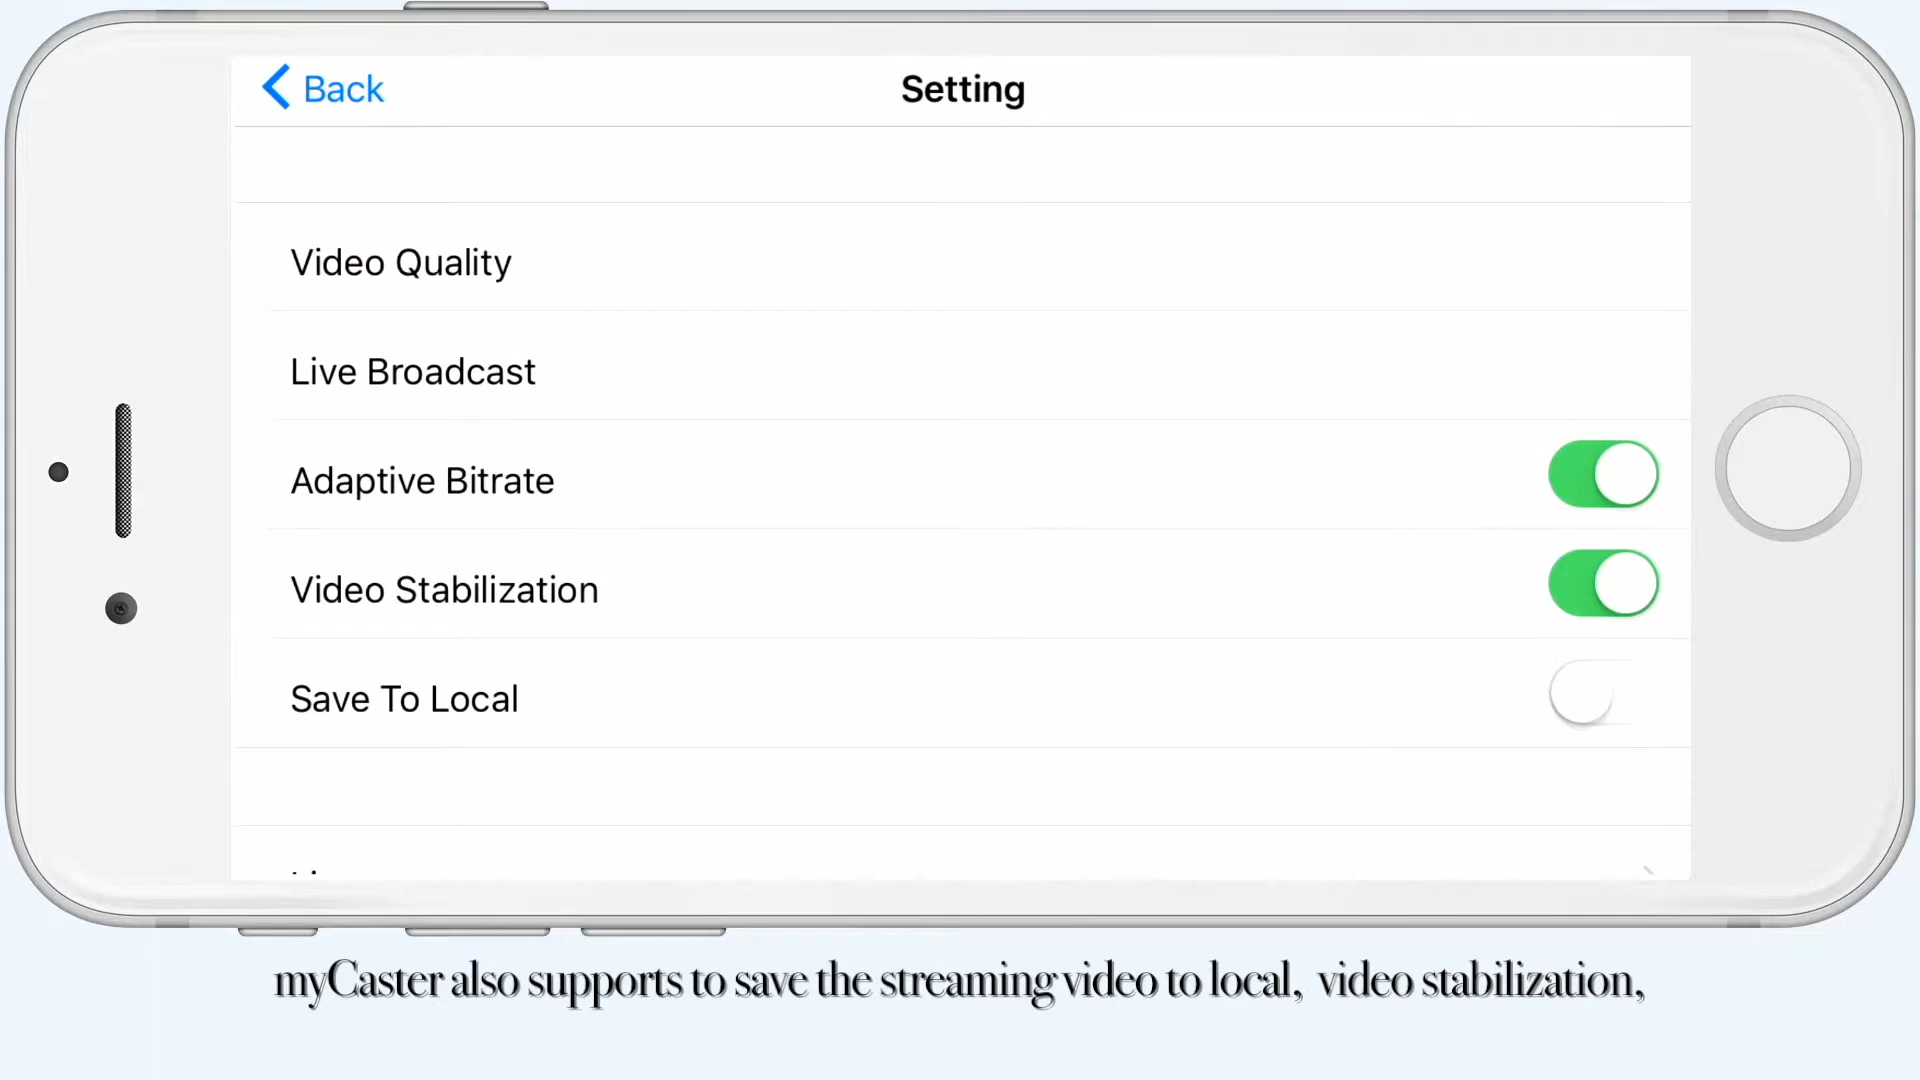 Back
Setting
Video Quality
Live Broadcast
Adaptive Bitrate
Video Stabilization
Save To Local
myCaster also supports to save the streaming video to local, video stabilization,